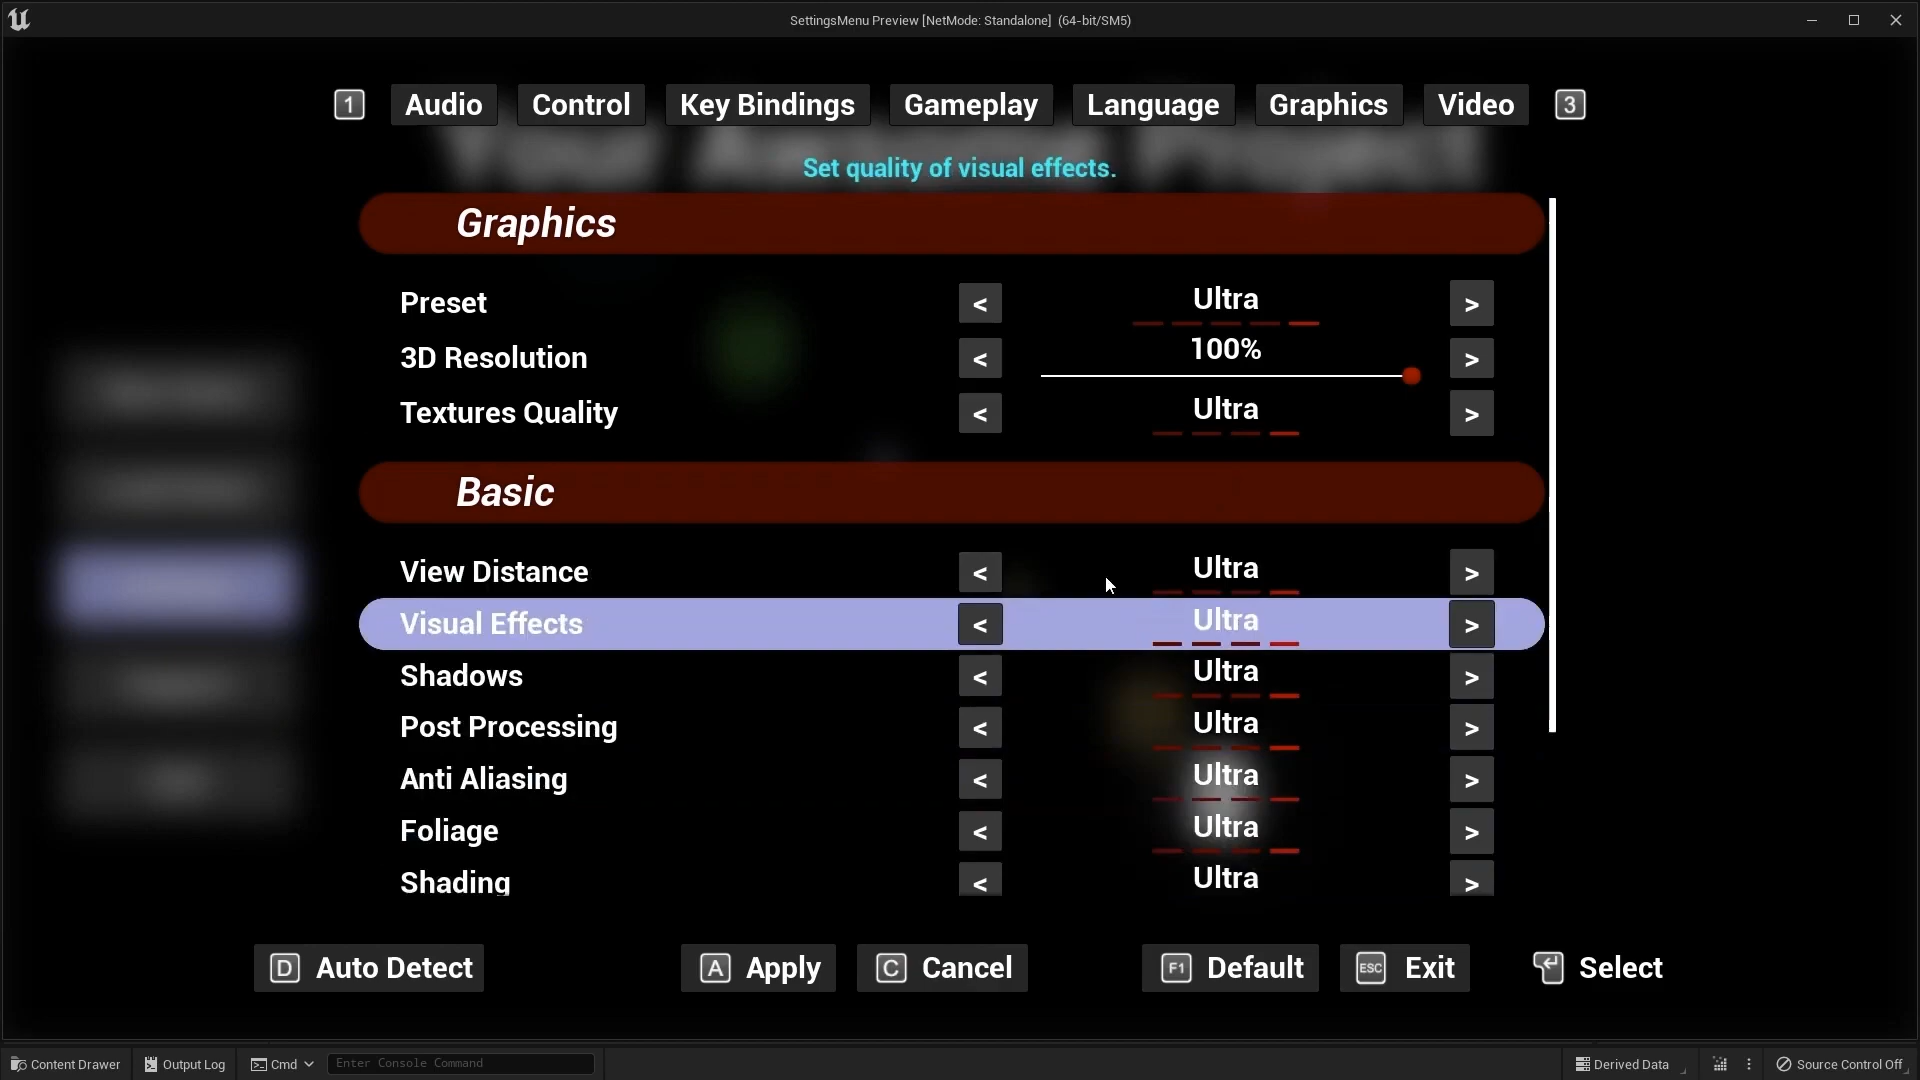 SettingsMenu Preview [NetMode: Standalone] (64-bit/SM5)
1 Audio Control Key Bindings Gameplay Language Graphics Video 3
Set quality of visual effects.
Graphics
Preset < Ultra >
3D Resolution < 100% >
Textures Quality < Ultra >
Basic
View Distance < Ultra >
Visual Effects < Ultra >
Shadows < Ultra >
Post Processing < Ultra >
Anti Aliasing < Ultra >
Foliage < Ultra >
Shading < Ultra >
D Auto Detect A Apply C Cancel F1 Default ESC Exit Select
Content Drawer Output Log Cmd Enter Console Command Derived Data Source Control Off